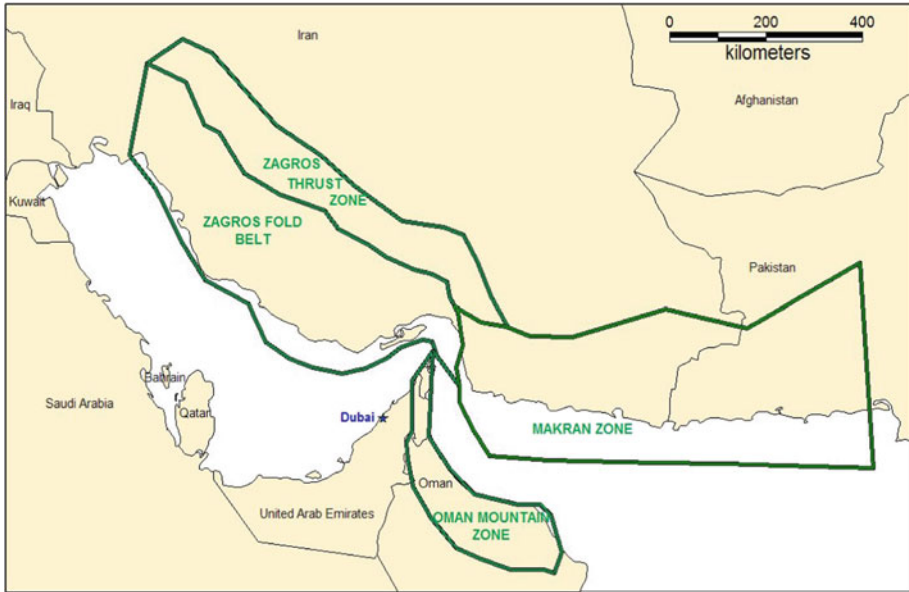 Iran
0 200 400
kilometers
Iraq
Afghanistan
ZAGROS
THRUST
ZONE
Kuwait
ZAGROS FOLD
BELT
Pakistan
Bahrain
Saudi Arabia
Qatar
Dubai
MAKRAN ZONE
Oman
United Arab Emirates
OMAN MOUNTAIN
ZONE